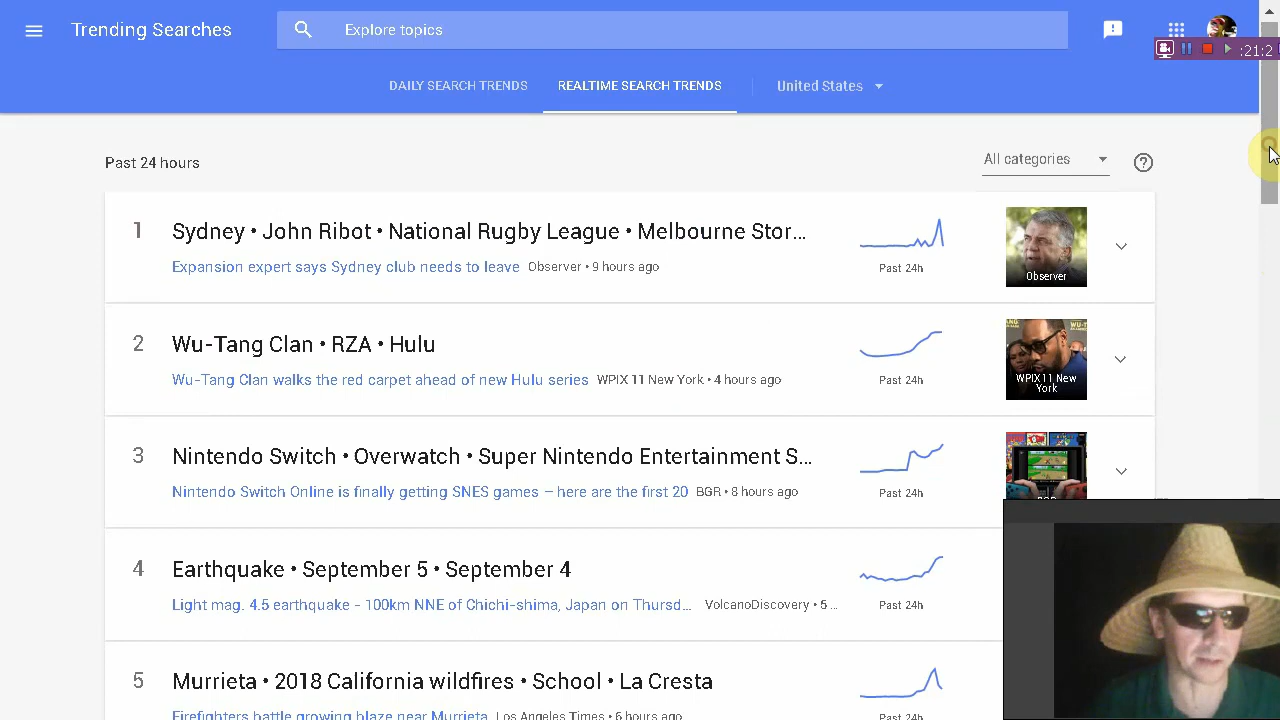 Trending Searches
Explore topics
:21:2
DAILY SEARCH TRENDS
REALTIME SEARCH TRENDS
United States
Past 24 hours
All categories
1
Sydney • John Ribot • National Rugby League • Melbourne Stor...
Expansion expert says Sydney club needs to leave Observer • 9 hours ago
Past 24h
Observer
2
Wu-Tang Clan • RZA • Hulu
Wu-Tang Clan walks the red carpet ahead of new Hulu series WPIX 11 New York • 4 hours ago
Past 24h
WPIX11 New
York
3
Nintendo Switch • Overwatch • Super Nintendo Entertainment S...
Nintendo Switch Online is finally getting SNES games – here are the first 20 BGR • 8 hours ago
Past 24h
4
Earthquake • September 5 • September 4
Light mag. 4.5 earthquake - 100km NNE of Chichi-shima, Japan on Thursd... VolcanoDiscovery • 5 ...
Past 24h
5
Murrieta • 2018 California wildfires • School • La Cresta
Firefighters battle growing blaze near Murrieta Los Angeles Times • 6 hours ago
Past 24h